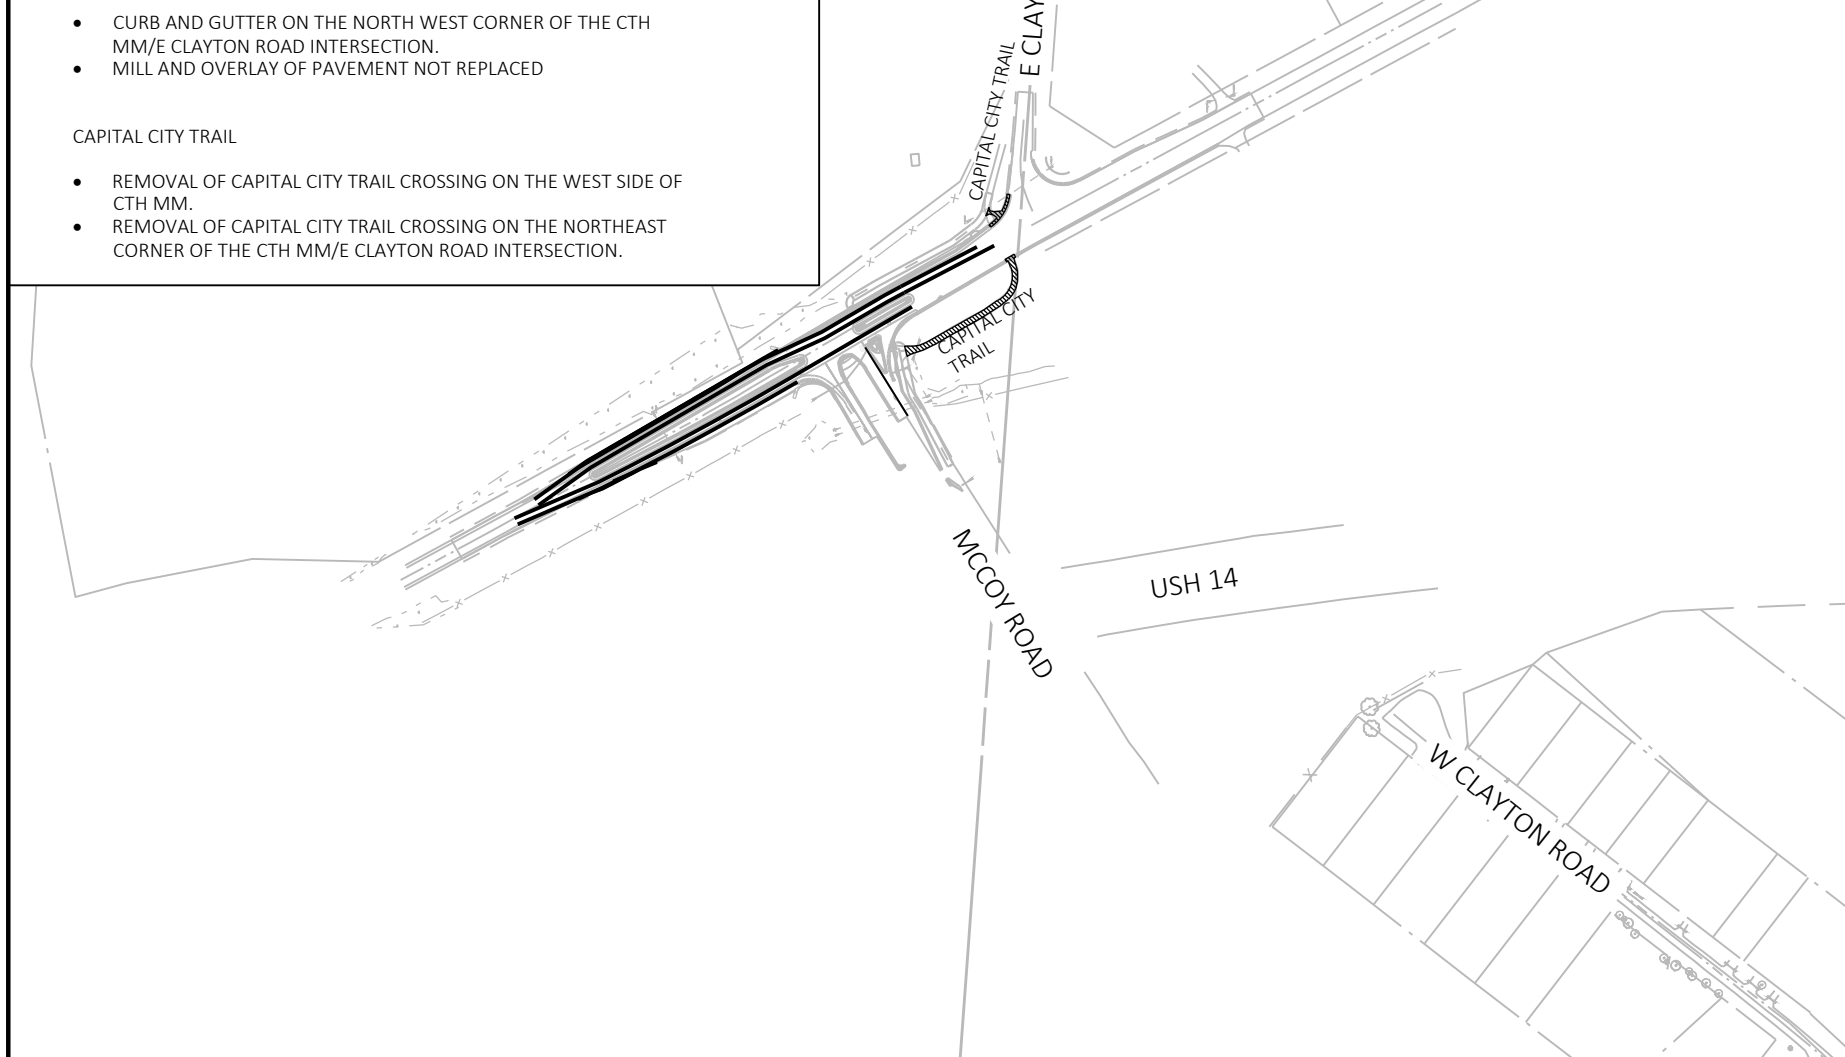 • CURB AND GUTTER ON THE NORTH WEST CORNER OF THE CTH
MM/E CLAYTON ROAD INTERSECTION.
• MILL AND OVERLAY OF PAVEMENT NOT REPLACED
CAPITAL CITY TRAIL
• REMOVAL OF CAPITAL CITY TRAIL CROSSING ON THE WEST SIDE OF
CTH MM.
• REMOVAL OF CAPITAL CITY TRAIL CROSSING ON THE NORTHEAST
CORNER OF THE CTH MM/E CLAYTON ROAD INTERSECTION.
E CLAY
CAPITAL CITY TRAIL
CAPITAL CITY
TRAIL
MCCOY ROAD
USH 14
W CLAYTON ROAD